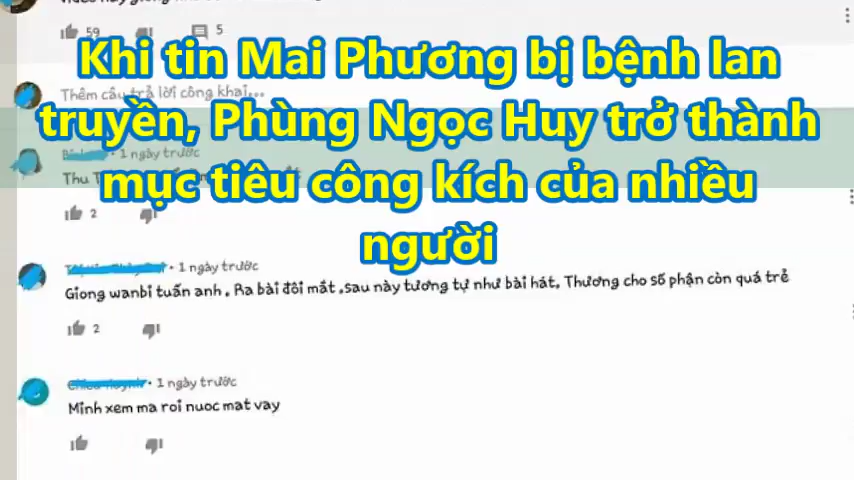 59
5
Khi tin Mai Phương bị bệnh lan
truyền, Phùng Ngọc Huy trở thành
mục tiêu công kích của nhiều
người
Thêm câu trả lời công khai...
1 ngày trước
Thu
2
• 1 ngày trước
Giong wanbi tuấn anh . Ra bài đôi mắt .sau này tương tự như bài hát. Thương cho số phận còn quá trẻ
2
• 1 ngày trước
Minh xem ma roi nuoc mat vay